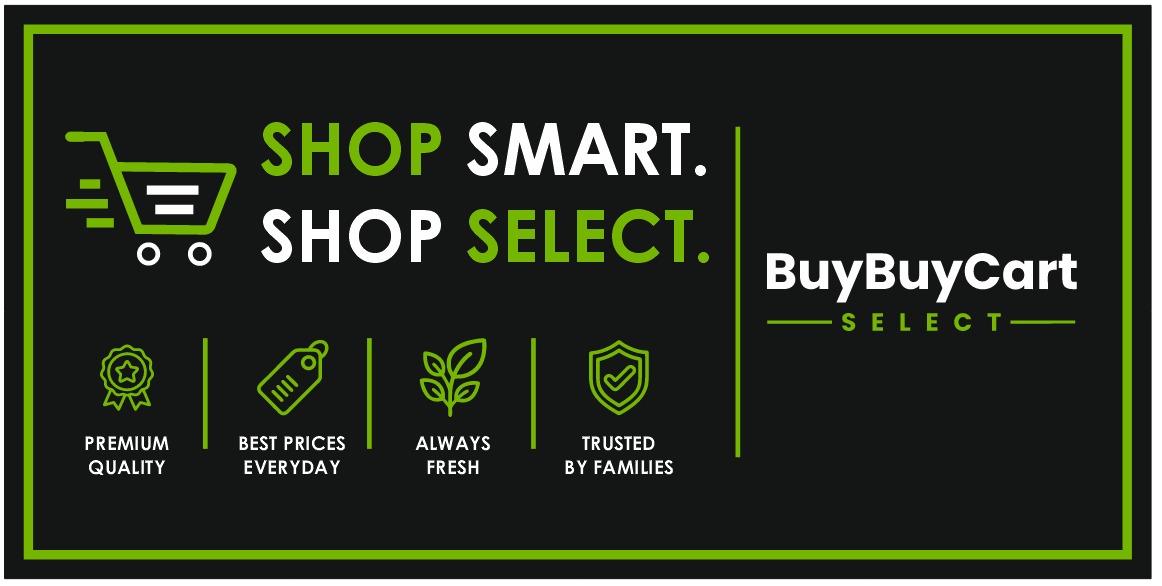 SHOP SMART.
SHOP SELECT.
BuyBuyCart
SELECT
PREMIUM
QUALITY
BEST PRICES
EVERYDAY
ALWAYS
FRESH
TRUSTED
BY FAMILIES